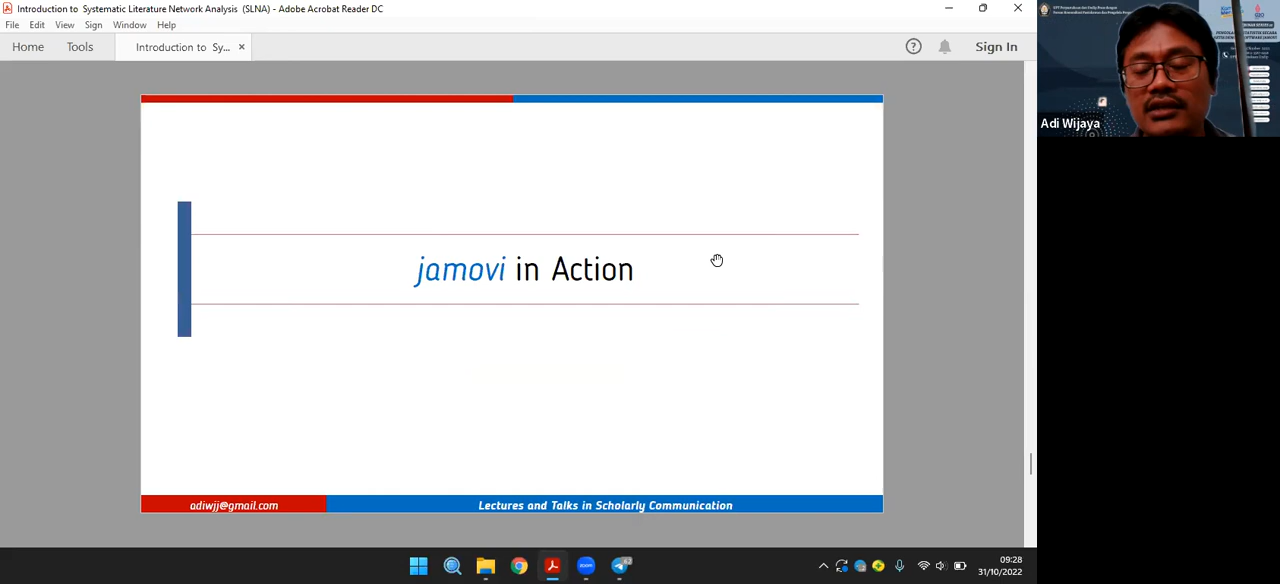 Introduction to Systematic Literature Network Analysis (SLNA) - Adobe Acrobat Reader DC
File Edit View Sign Window Help
Home Tools Introduction to Sy... × Sign In
jamovi in Action
adiwjj@gmail.com Lectures and Talks in Scholarly Communication
Adi Wijaya
zoom
62
09:28
31/10/2022